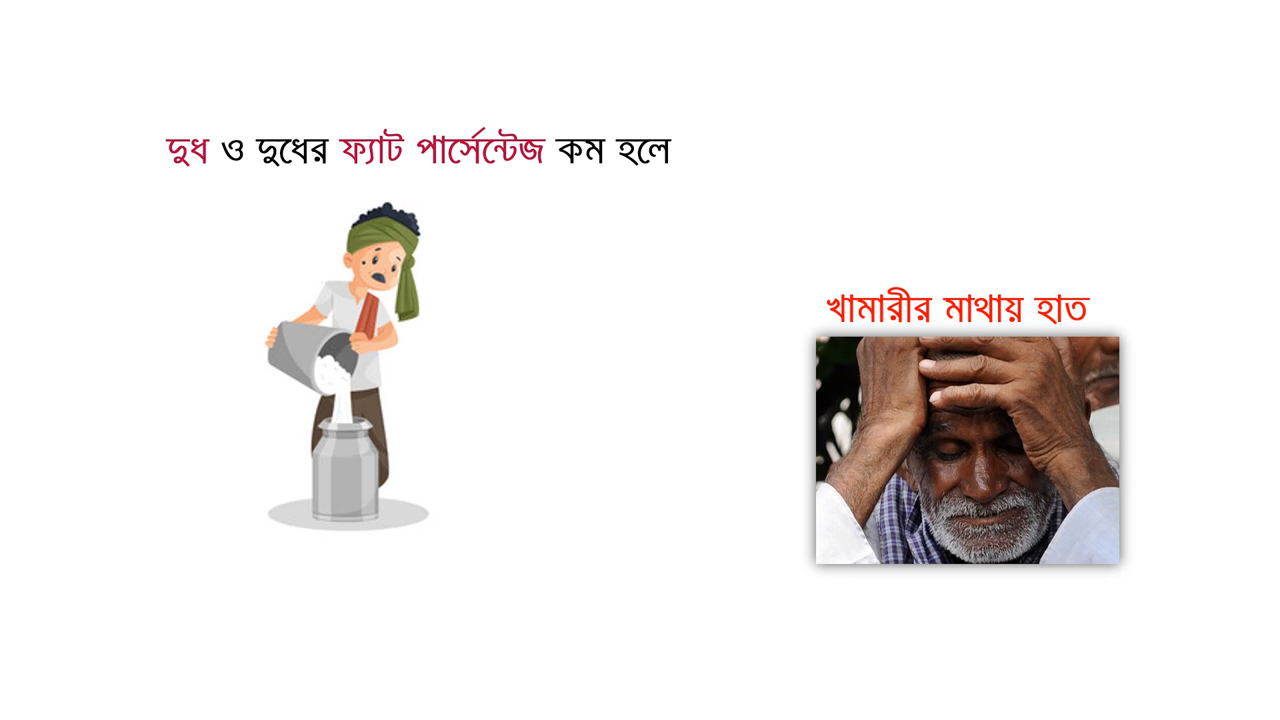 দুধ ও দুধের ফ্যাট পার্সেন্টেজ কম হলে
খামারীর মাথায় হাত